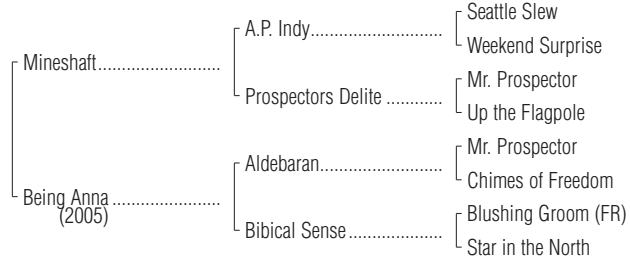 Seattle Slew
A.P. Indy..............................
Weekend Surprise
Mineshaft............................
Mr. Prospector
Prospectors Delite ............
Up the Flagpole
Mr. Prospector
Aldebaran...........................
Chimes of Freedom
Being Anna ........................
(2005)
Blushing Groom (FR)
Bibical Sense.....................
Star in the North